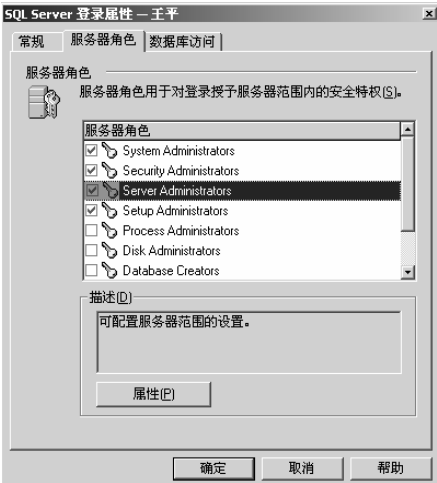 SQL Server 登录属性 — 王平
常规
服务器角色
数据库访问
服务器角色
服务器角色用于对登录授予服务器范围内的安全特权(S)。
服务器角色
System Administrators
Security Administrators
Server Administrators
Setup Administrators
Process Administrators
Disk Administrators
Database Creators
描述(D)
可配置服务器范围的设置。
属性(P)
确定
取消
帮助